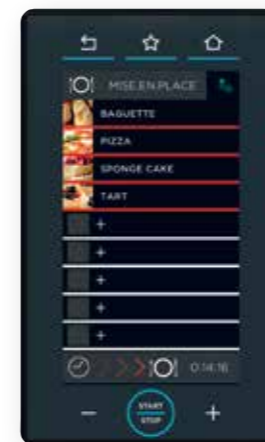 MISE EN PLACE
BAGUETTE
PIZZA
SPONGE CAKE
TART
+
+
+
+
+
0:14:16
− START STOP +